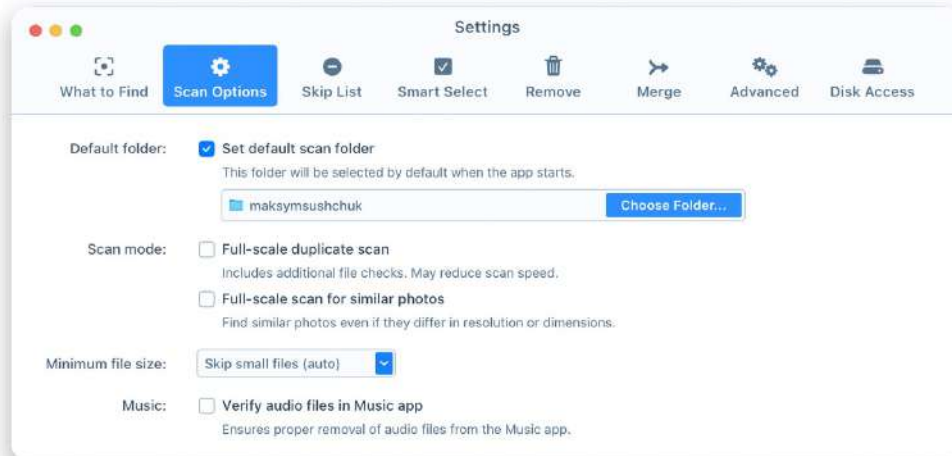 Settings
What to Find
Scan Options
Skip List
Smart Select
Remove
Merge
Advanced
Disk Access
Default folder:
Set default scan folder
This folder will be selected by default when the app starts.
maksymsushchuk
Choose Folder...
Scan mode:
Full-scale duplicate scan
Includes additional file checks. May reduce scan speed.
Full-scale scan for similar photos
Find similar photos even if they differ in resolution or dimensions.
Minimum file size:
Skip small files (auto)
Music:
Verify audio files in Music app
Ensures proper removal of audio files from the Music app.